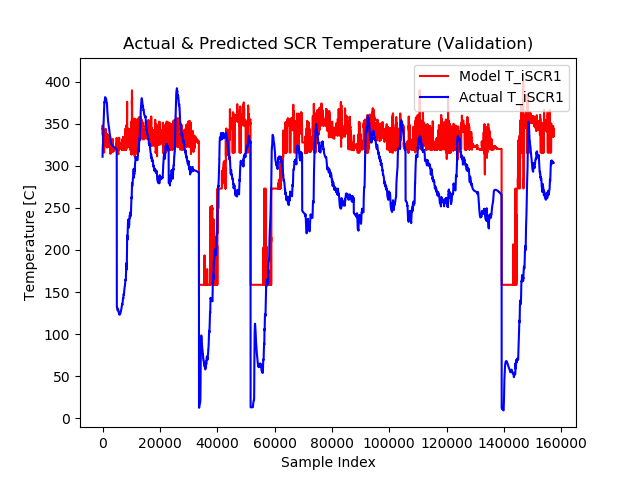 Actual & Predicted SCR Temperature (Validation)
Model T_iSCR1
Actual T_iSCR1
Temperature [C]
400
350
300
250
200
150
100
50
0
0 20000 40000 60000 80000 100000 120000 140000 160000
Sample Index